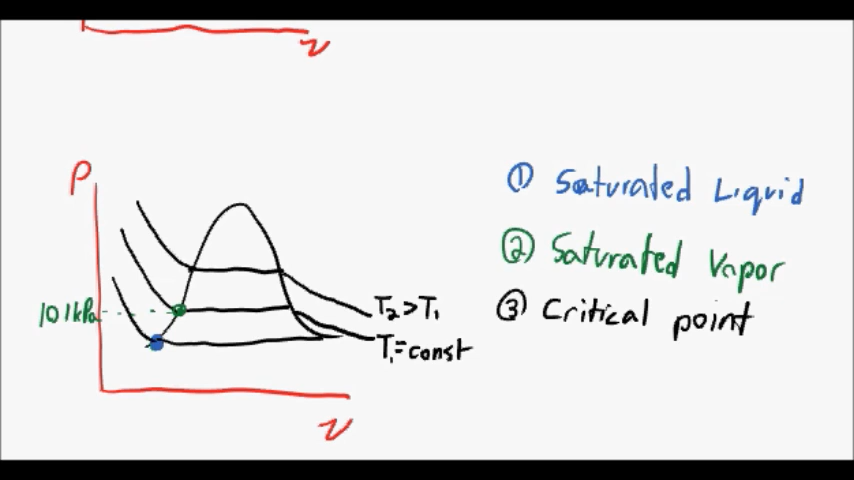 v
P
① Saturated Liquid
② Saturated Vapor
③ Critical point
T₂ > T₁
101kPa
T₁ = const
v